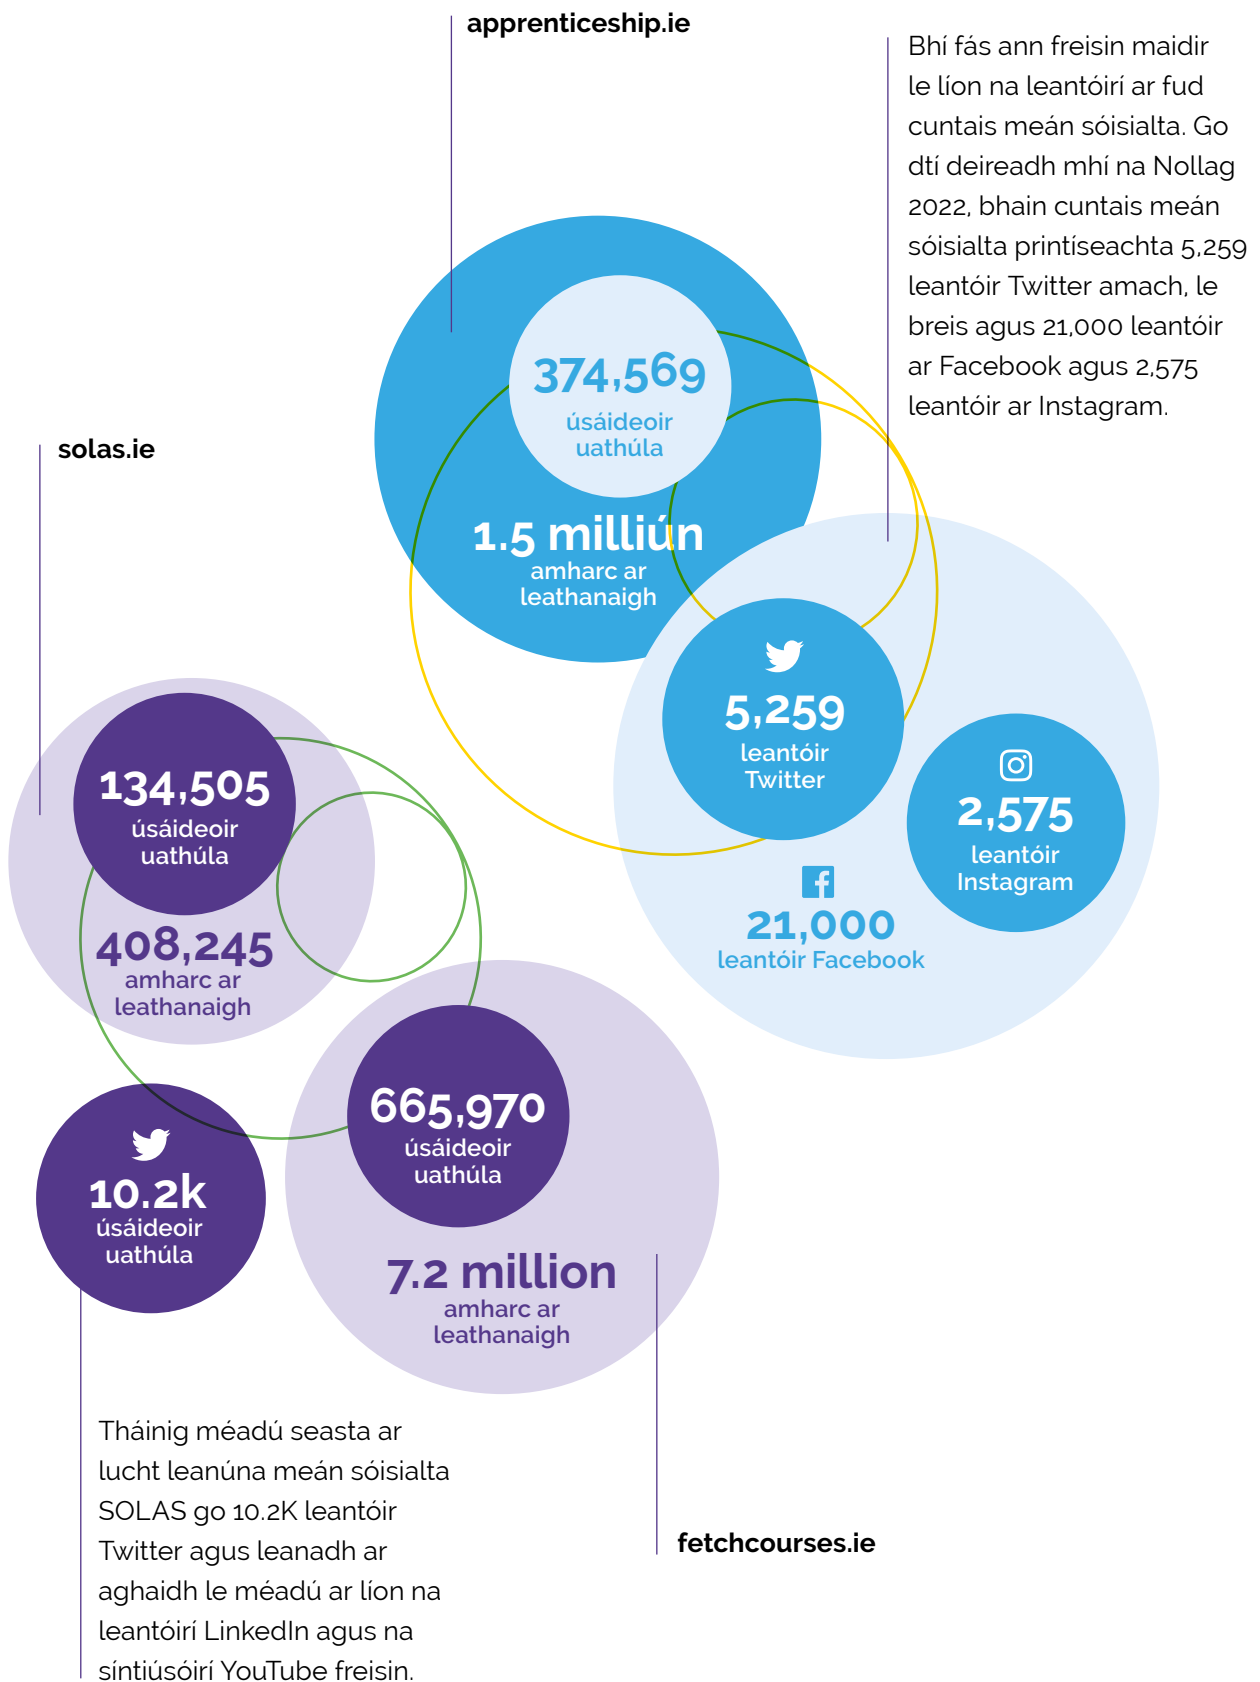 apprenticeship.ie
Bhí fás ann freisin maidir
le líon na leantóirí ar fud
cuntais meán sóisialta. Go
dtí deireadh mhí na Nollag
2022, bhain cuntais meán
sóisialta printíseachta 5,259
leantóir Twitter amach, le
breis agus 21,000 leantóir
ar Facebook agus 2,575
leantóir ar Instagram.
374,569
úsáideoir
uathúla
1.5 milliún
amharc ar
leathanaigh
5,259
leantóir
Twitter
2,575
leantóir
Instagram
21,000
leantóir Facebook
solas.ie
134,505
úsáideoir
uathúla
408,245
amharc ar
leathanaigh
665,970
úsáideoir
uathúla
7.2 million
amharc ar
leathanaigh
10.2k
úsáideoir
uathúla
Tháinig méadú seasta ar
lucht leanúna meán sóisialta
SOLAS go 10.2K leantóir
Twitter agus leanadh ar
aghaidh le méadú ar líon na
leantóirí LinkedIn agus na
síntiúsóirí YouTube freisin.
fetchcourses.ie